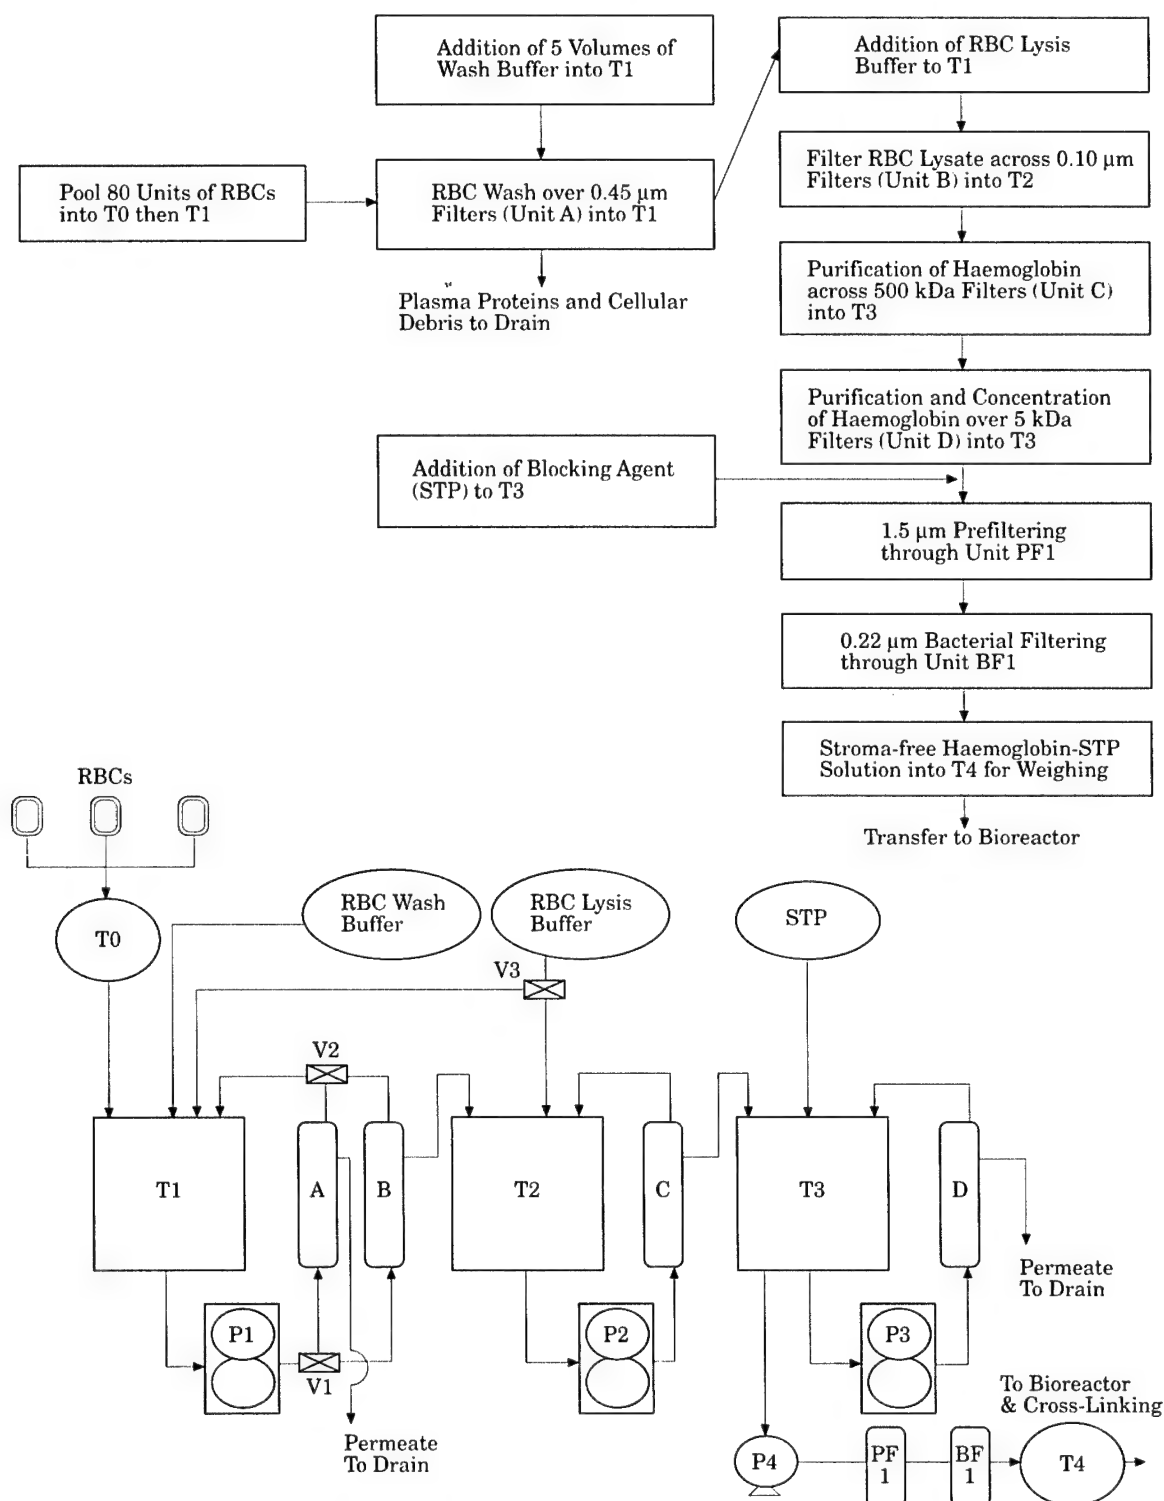 Addition of 5 Volumes of
Wash Buffer into T1
Addition of RBC Lysis
Buffer to T1
Pool 80 Units of RBCs
into T0 then T1
RBC Wash over 0.45 μm
Filters (Unit A) into T1
Filter RBC Lysate across 0.10 μm
Filters (Unit B) into T2
Plasma Proteins and Cellular
Debris to Drain
Purification of Haemoglobin
across 500 kDa Filters (Unit C)
into T3
Purification and Concentration
of Haemoglobin over 5 kDa
Filters (Unit D) into T3
Addition of Blocking Agent
(STP) to T3
1.5 μm Prefiltering
through Unit PF1
0.22 μm Bacterial Filtering
through Unit BF1
Stroma-free Haemoglobin-STP
Solution into T4 for Weighing
Transfer to Bioreactor
RBCs
T0
RBC Wash
Buffer
RBC Lysis
Buffer
STP
V3
V2
T1
A
B
T2
C
T3
D
Permeate
To Drain
P1
V1
P2
P3
Permeate
To Drain
To Bioreactor
& Cross-Linking
P4
PF
1
BF
1
T4